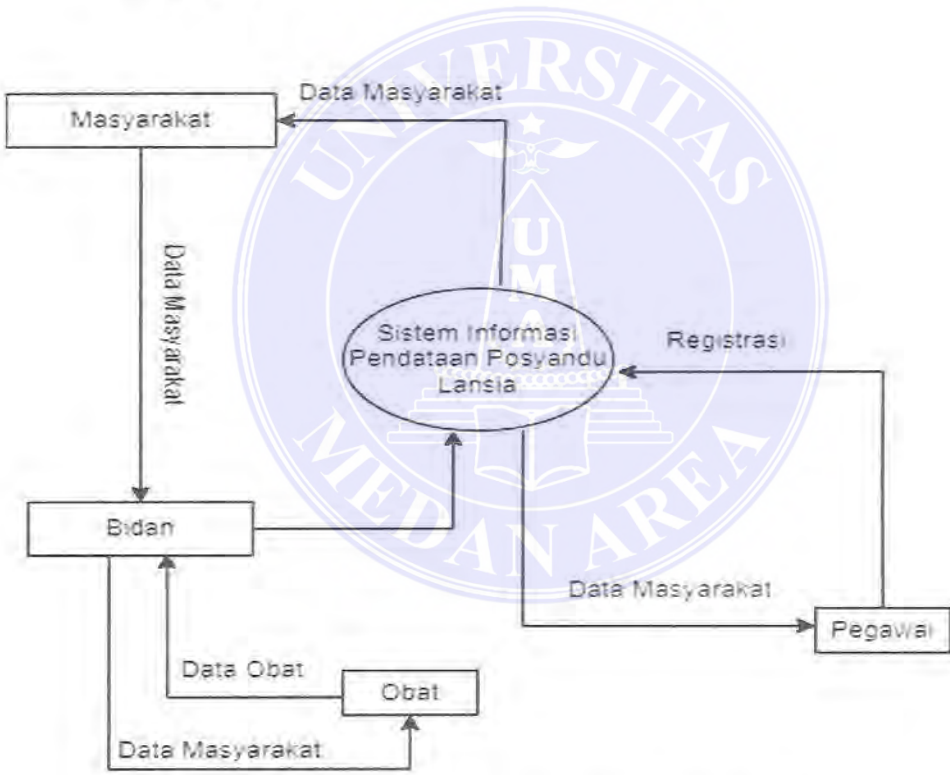 UNIVERSITAS
Data Masyarakat
Masyarakat
UMA
Data Masyarakat
Sistem Informasi
Pendataan Posyandu
Lansia
Registrasi
MEDAN AREA
Bidan
Data Masyarakat
Pegawai
Data Obat
Obat
Data Masyarakat